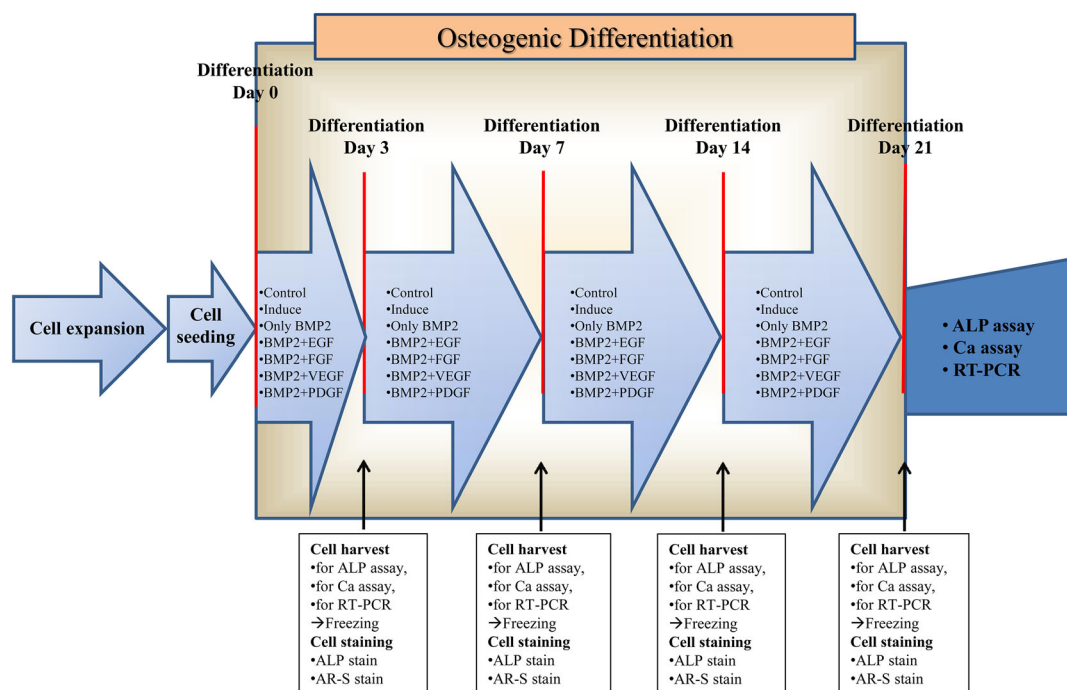 Osteogenic Differentiation
Differentiation
Day 0
Differentiation
Day 3
Differentiation
Day 7
Differentiation
Day 14
Differentiation
Day 21
Cell expansion
Cell
seeding
•Control
•Induce
•Only BMP2
•BMP2+EGF
•BMP2+FGF
•BMP2+VEGF
•BMP2+PDGF
•Control
•Induce
•Only BMP2
•BMP2+EGF
•BMP2+FGF
•BMP2+VEGF
•BMP2+PDGF
•Control
•Induce
•Only BMP2
•BMP2+EGF
•BMP2+FGF
•BMP2+VEGF
•BMP2+PDGF
•Control
•Induce
•Only BMP2
•BMP2+EGF
•BMP2+FGF
•BMP2+VEGF
•BMP2+PDGF
• ALP assay
• Ca assay
• RT-PCR
Cell harvest
•for ALP assay,
•for Ca assay,
•for RT-PCR
→Freezing
Cell staining
•ALP stain
•AR-S stain
Cell harvest
•for ALP assay,
•for Ca assay,
•for RT-PCR
→Freezing
Cell staining
•ALP stain
•AR-S stain
Cell harvest
•for ALP assay,
•for Ca assay,
•for RT-PCR
→Freezing
Cell staining
•ALP stain
•AR-S stain
Cell harvest
•for ALP assay,
•for Ca assay,
•for RT-PCR
→Freezing
Cell staining
•ALP stain
•AR-S stain